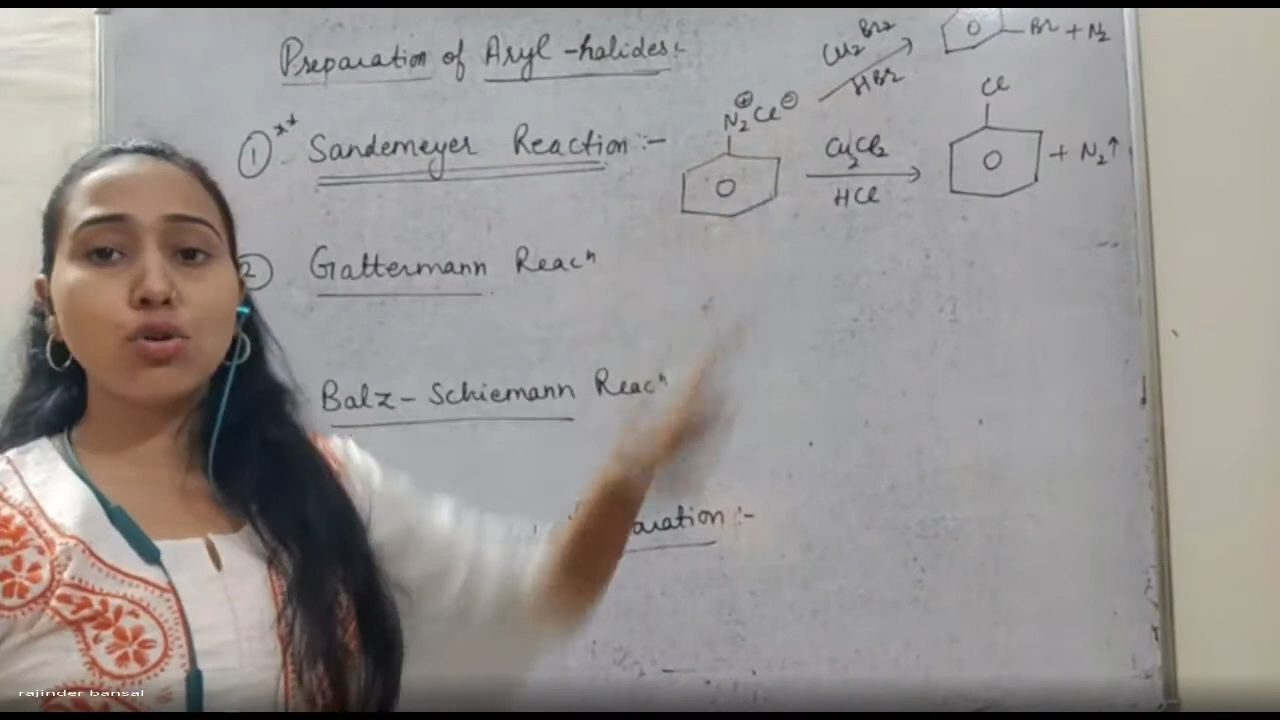 Preparation of Aryl-halides:-
Cu₂Br₂
HBr
Br + N₂
① ** Sandemeyer Reaction:-
N₂⊕Cl⊖
Cu₂Cl₂
HCl
Cl
+ N₂↑
② Gattermann Reacⁿ
Balz-Schiemann Reacⁿ
rajinder bansal